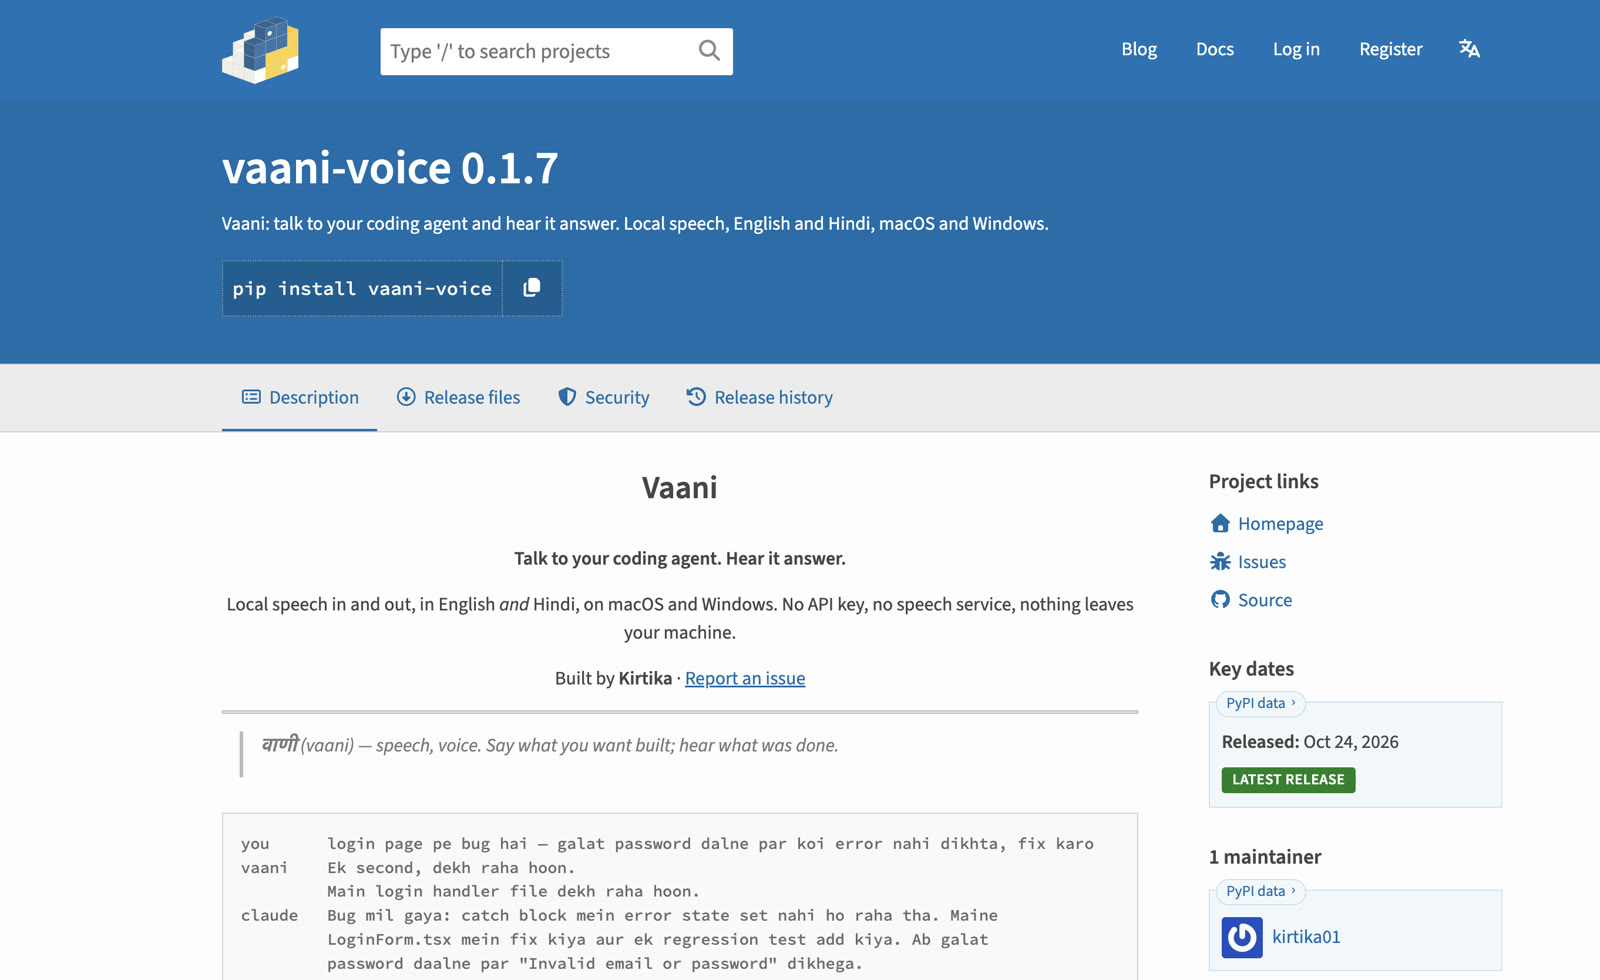 Type '/' to search projects
Blog
Docs
Log in
Register
vaani-voice 0.1.7
Vaani: talk to your coding agent and hear it answer. Local speech, English and Hindi, macOS and Windows.
pip install vaani-voice
Description
Release files
Security
Release history
Vaani
Talk to your coding agent. Hear it answer.
Local speech in and out, in English and Hindi, on macOS and Windows. No API key, no speech service, nothing leaves
your machine.
Built by Kirtika · Report an issue
वाणी (vaani) — speech, voice. Say what you want built; hear what was done.
you login page pe bug hai — galat password dalne par koi error nahi dikhta, fix karo
vaani Ek second, dekh raha hoon.
Main login handler file dekh raha hoon.
claude Bug mil gaya: catch block mein error state set nahi ho raha tha. Maine
LoginForm.tsx mein fix kiya aur ek regression test add kiya. Ab galat
password daalne par "Invalid email or password" dikhega.
Project links
Homepage
Issues
Source
Key dates
PyPI data ›
Released: Oct 24, 2026
LATEST RELEASE
1 maintainer
PyPI data ›
kirtika01